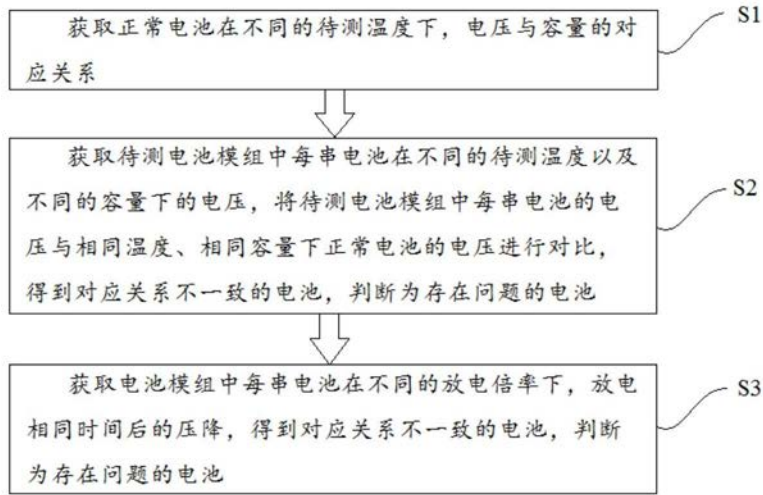 获取正常电池在不同的待测温度下，电压与容量的对
应关系
S1
获取待测电池模组中每串电池在不同的待测温度以及
不同的容量下的电压，将待测电池模组中每串电池的电
压与相同温度、相同容量下正常电池的电压进行对比，
得到对应关系不一致的电池，判断为存在问题的电池
S2
获取电池模组中每串电池在不同的放电倍率下，放电
相同时间后的压降，得到对应关系不一致的电池，判断
为存在问题的电池
S3